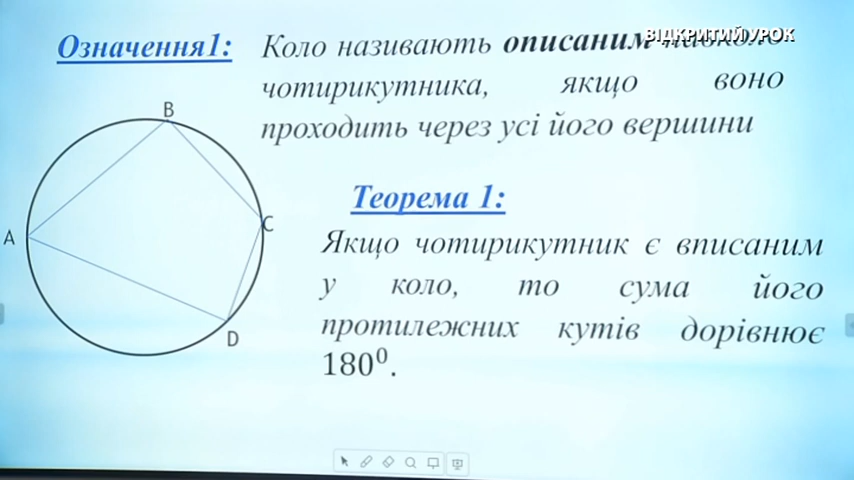 ВІДКРИТИЙ УРОК
Означення1: Коло називають описаним навколо
чотирикутника, якщо воно
проходить через усі його вершини
B
A
C
D
Теорема 1:
Якщо чотирикутник є вписаним
у коло, то сума його
протилежних кутів дорівнює
180⁰.